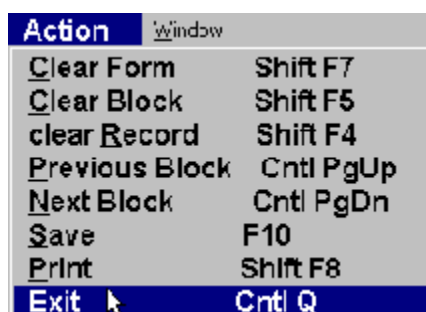 Action Window
Clear Form Shift F7
Clear Block Shift F5
clear Record Shift F4
Previous Block Cntl PgUp
Next Block Cntl PgDn
Save F10
Print Shift F8
Exit Cntl Q